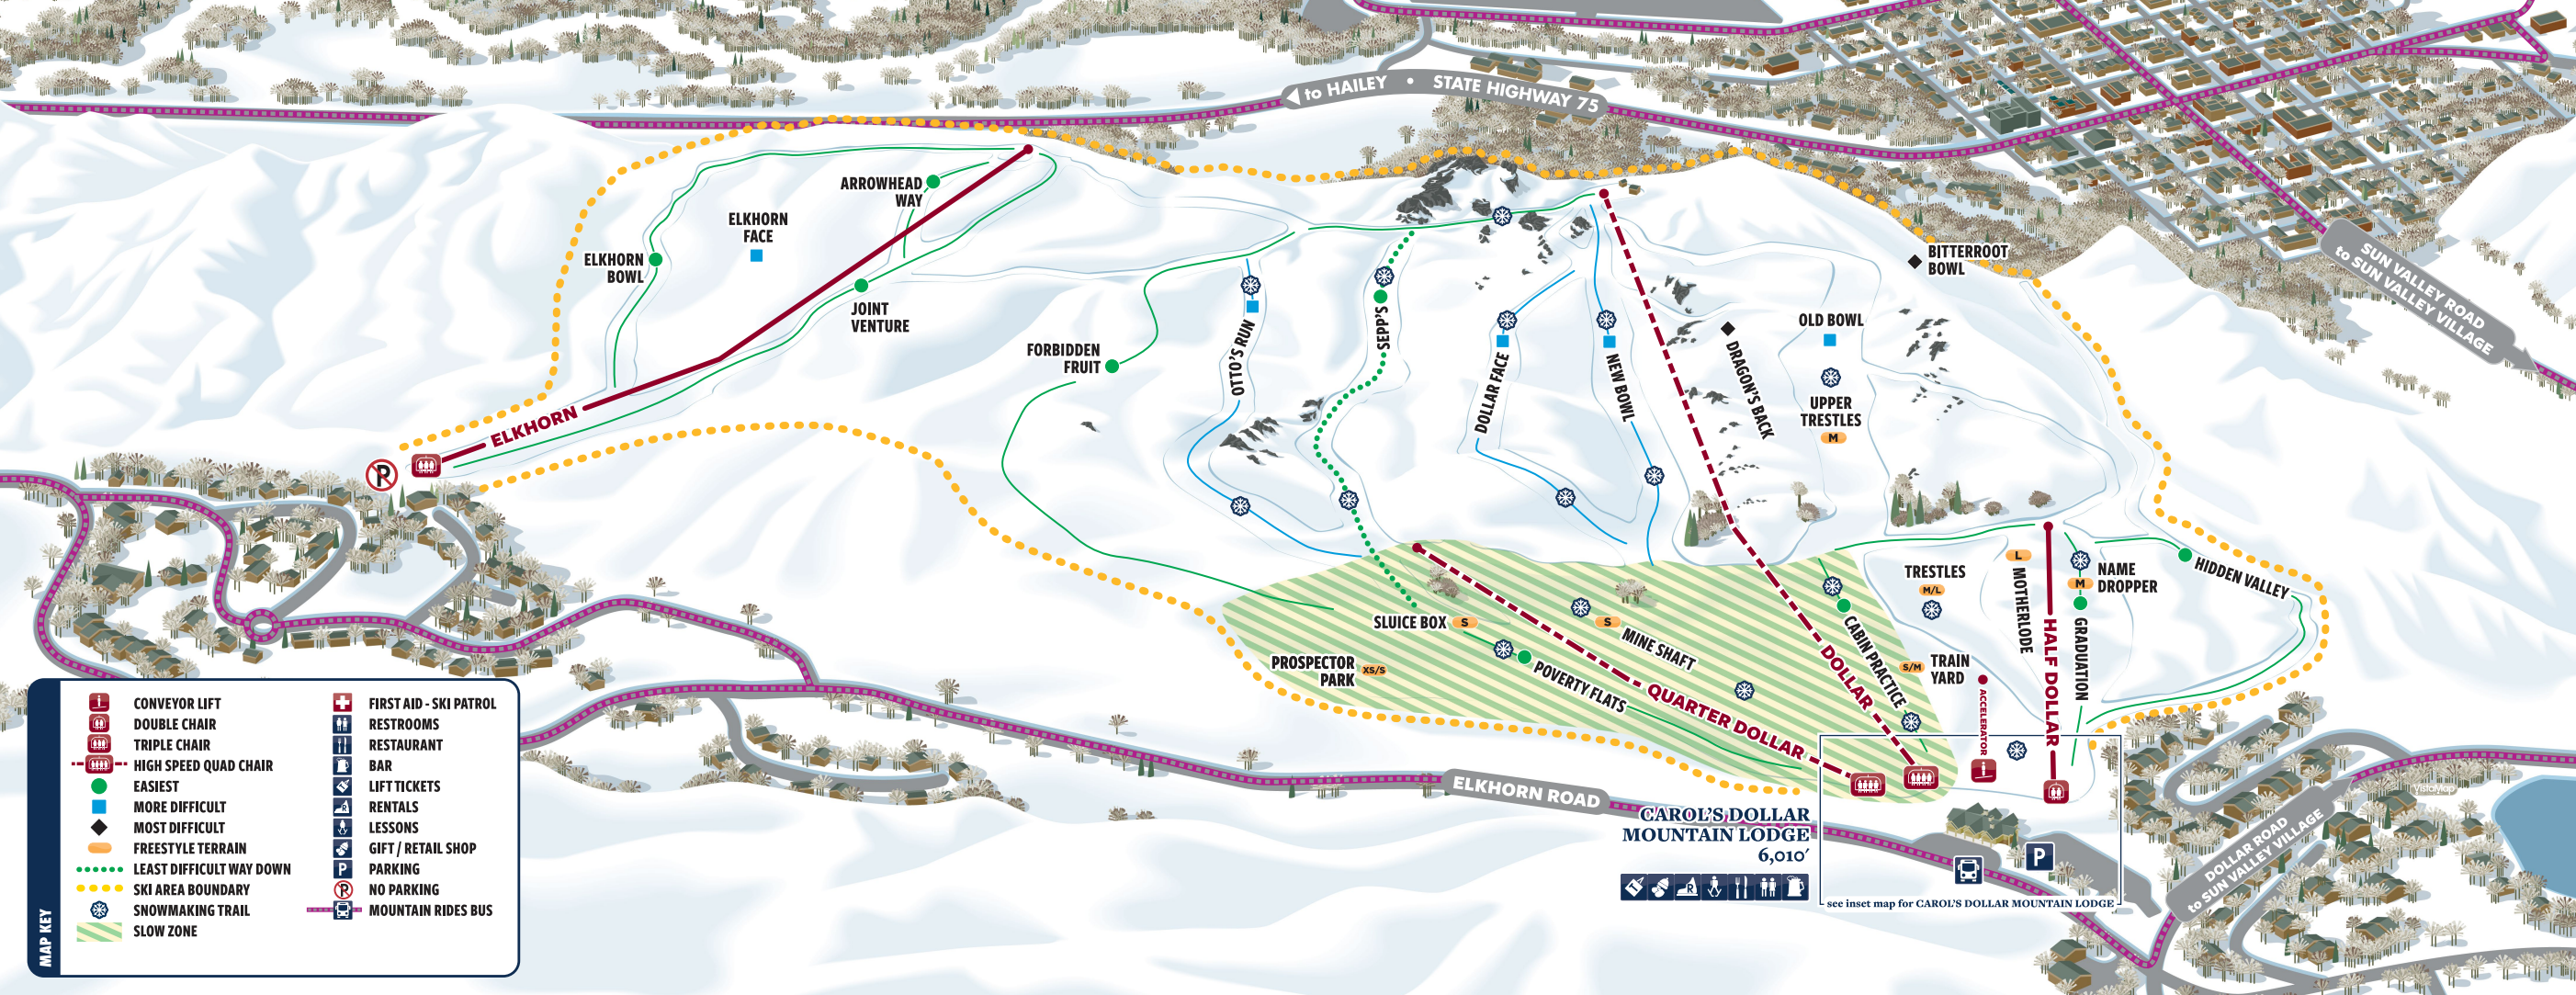 to HAILEY • STATE HIGHWAY 75
SUN VALLEY ROAD
to SUN VALLEY VILLAGE
ARROWHEAD
WAY
ELKHORN
FACE
ELKHORN
BOWL
JOINT
VENTURE
ELKHORN
FORBIDDEN
FRUIT
OTTO'S RUN
SEPP'S
DOLLAR FACE
NEW BOWL
DRAGON'S BACK
BITTERROOT
BOWL
OLD BOWL
UPPER
TRESTLES
M
TRESTLES
M/L
L
MOTHERLODE
HALF DOLLAR
NAME
DROPPER
M
GRADUATION
HIDDEN VALLEY
SLUICE BOX S
S MINE SHAFT
PROSPECTOR
PARK XS/S
POVERTY FLATS
QUARTER DOLLAR
DOLLAR
CABIN PRACTICE
S/M TRAIN
YARD
ACCELERATOR
ELKHORN ROAD
CAROL'S DOLLAR
MOUNTAIN LODGE
6,010'
R
P
see inset map for CAROL'S DOLLAR MOUNTAIN LODGE
DOLLAR ROAD
to SUN VALLEY VILLAGE
VistaMap
P
MAP KEY
CONVEYOR LIFT
DOUBLE CHAIR
TRIPLE CHAIR
HIGH SPEED QUAD CHAIR
EASIEST
MORE DIFFICULT
MOST DIFFICULT
FREESTYLE TERRAIN
LEAST DIFFICULT WAY DOWN
SKI AREA BOUNDARY
SNOWMAKING TRAIL
SLOW ZONE
FIRST AID - SKI PATROL
RESTROOMS
RESTAURANT
BAR
LIFT TICKETS
R RENTALS
LESSONS
GIFT / RETAIL SHOP
P PARKING
P NO PARKING
MOUNTAIN RIDES BUS